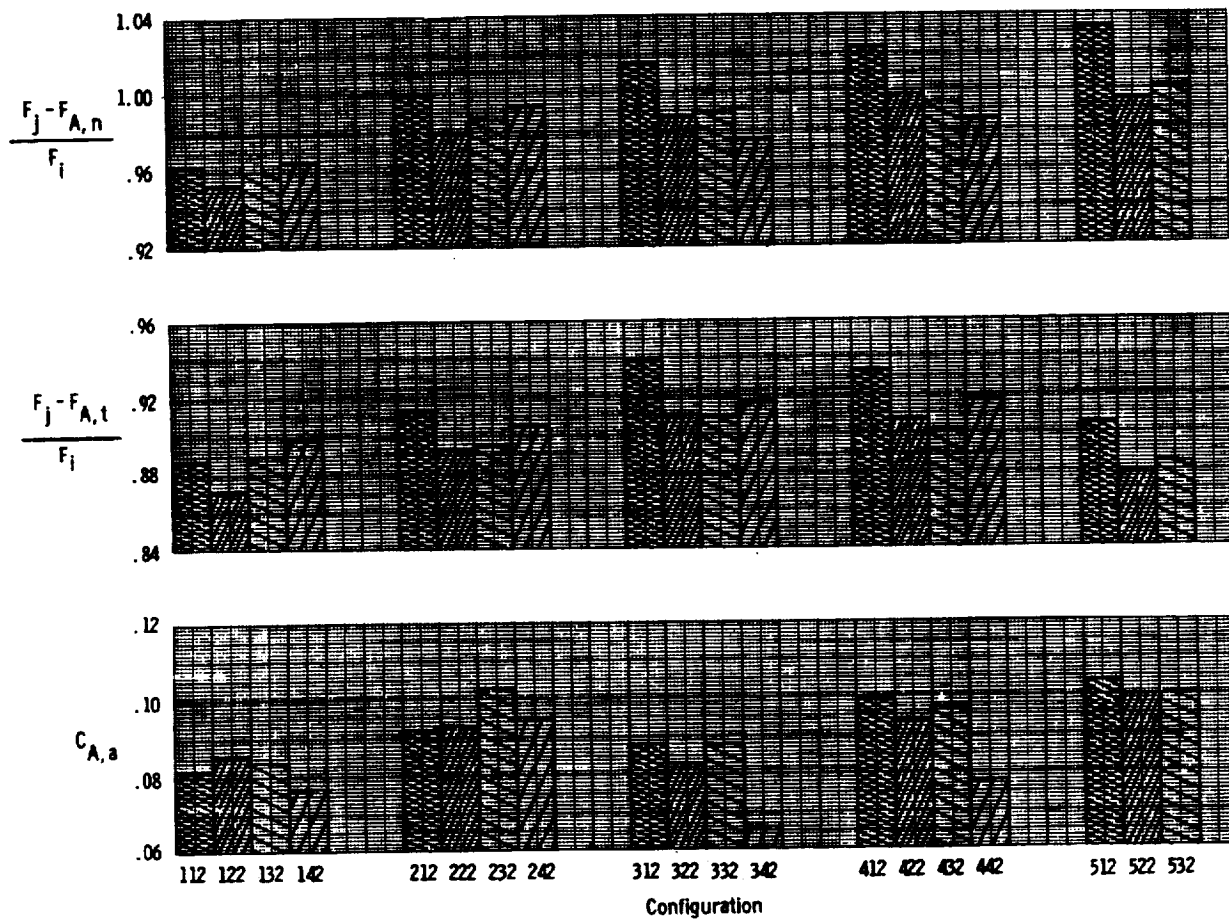 1.04
1.00
.96
.92
F_j - F_A,n
F_i
.96
.92
.88
.84
F_j - F_A,t
F_i
.12
.10
.08
.06
C_A,a
112 122 132 142 212 222 232 242 312 322 332 342 412 422 432 442 512 522 532
Configuration